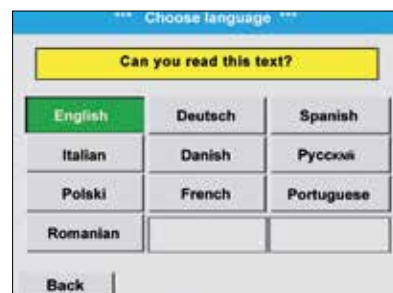 *** Choose language ***
Can you read this text?
English Deutsch Spanish
Italian Danish Русский
Polski French Portuguese
Romanian
Back